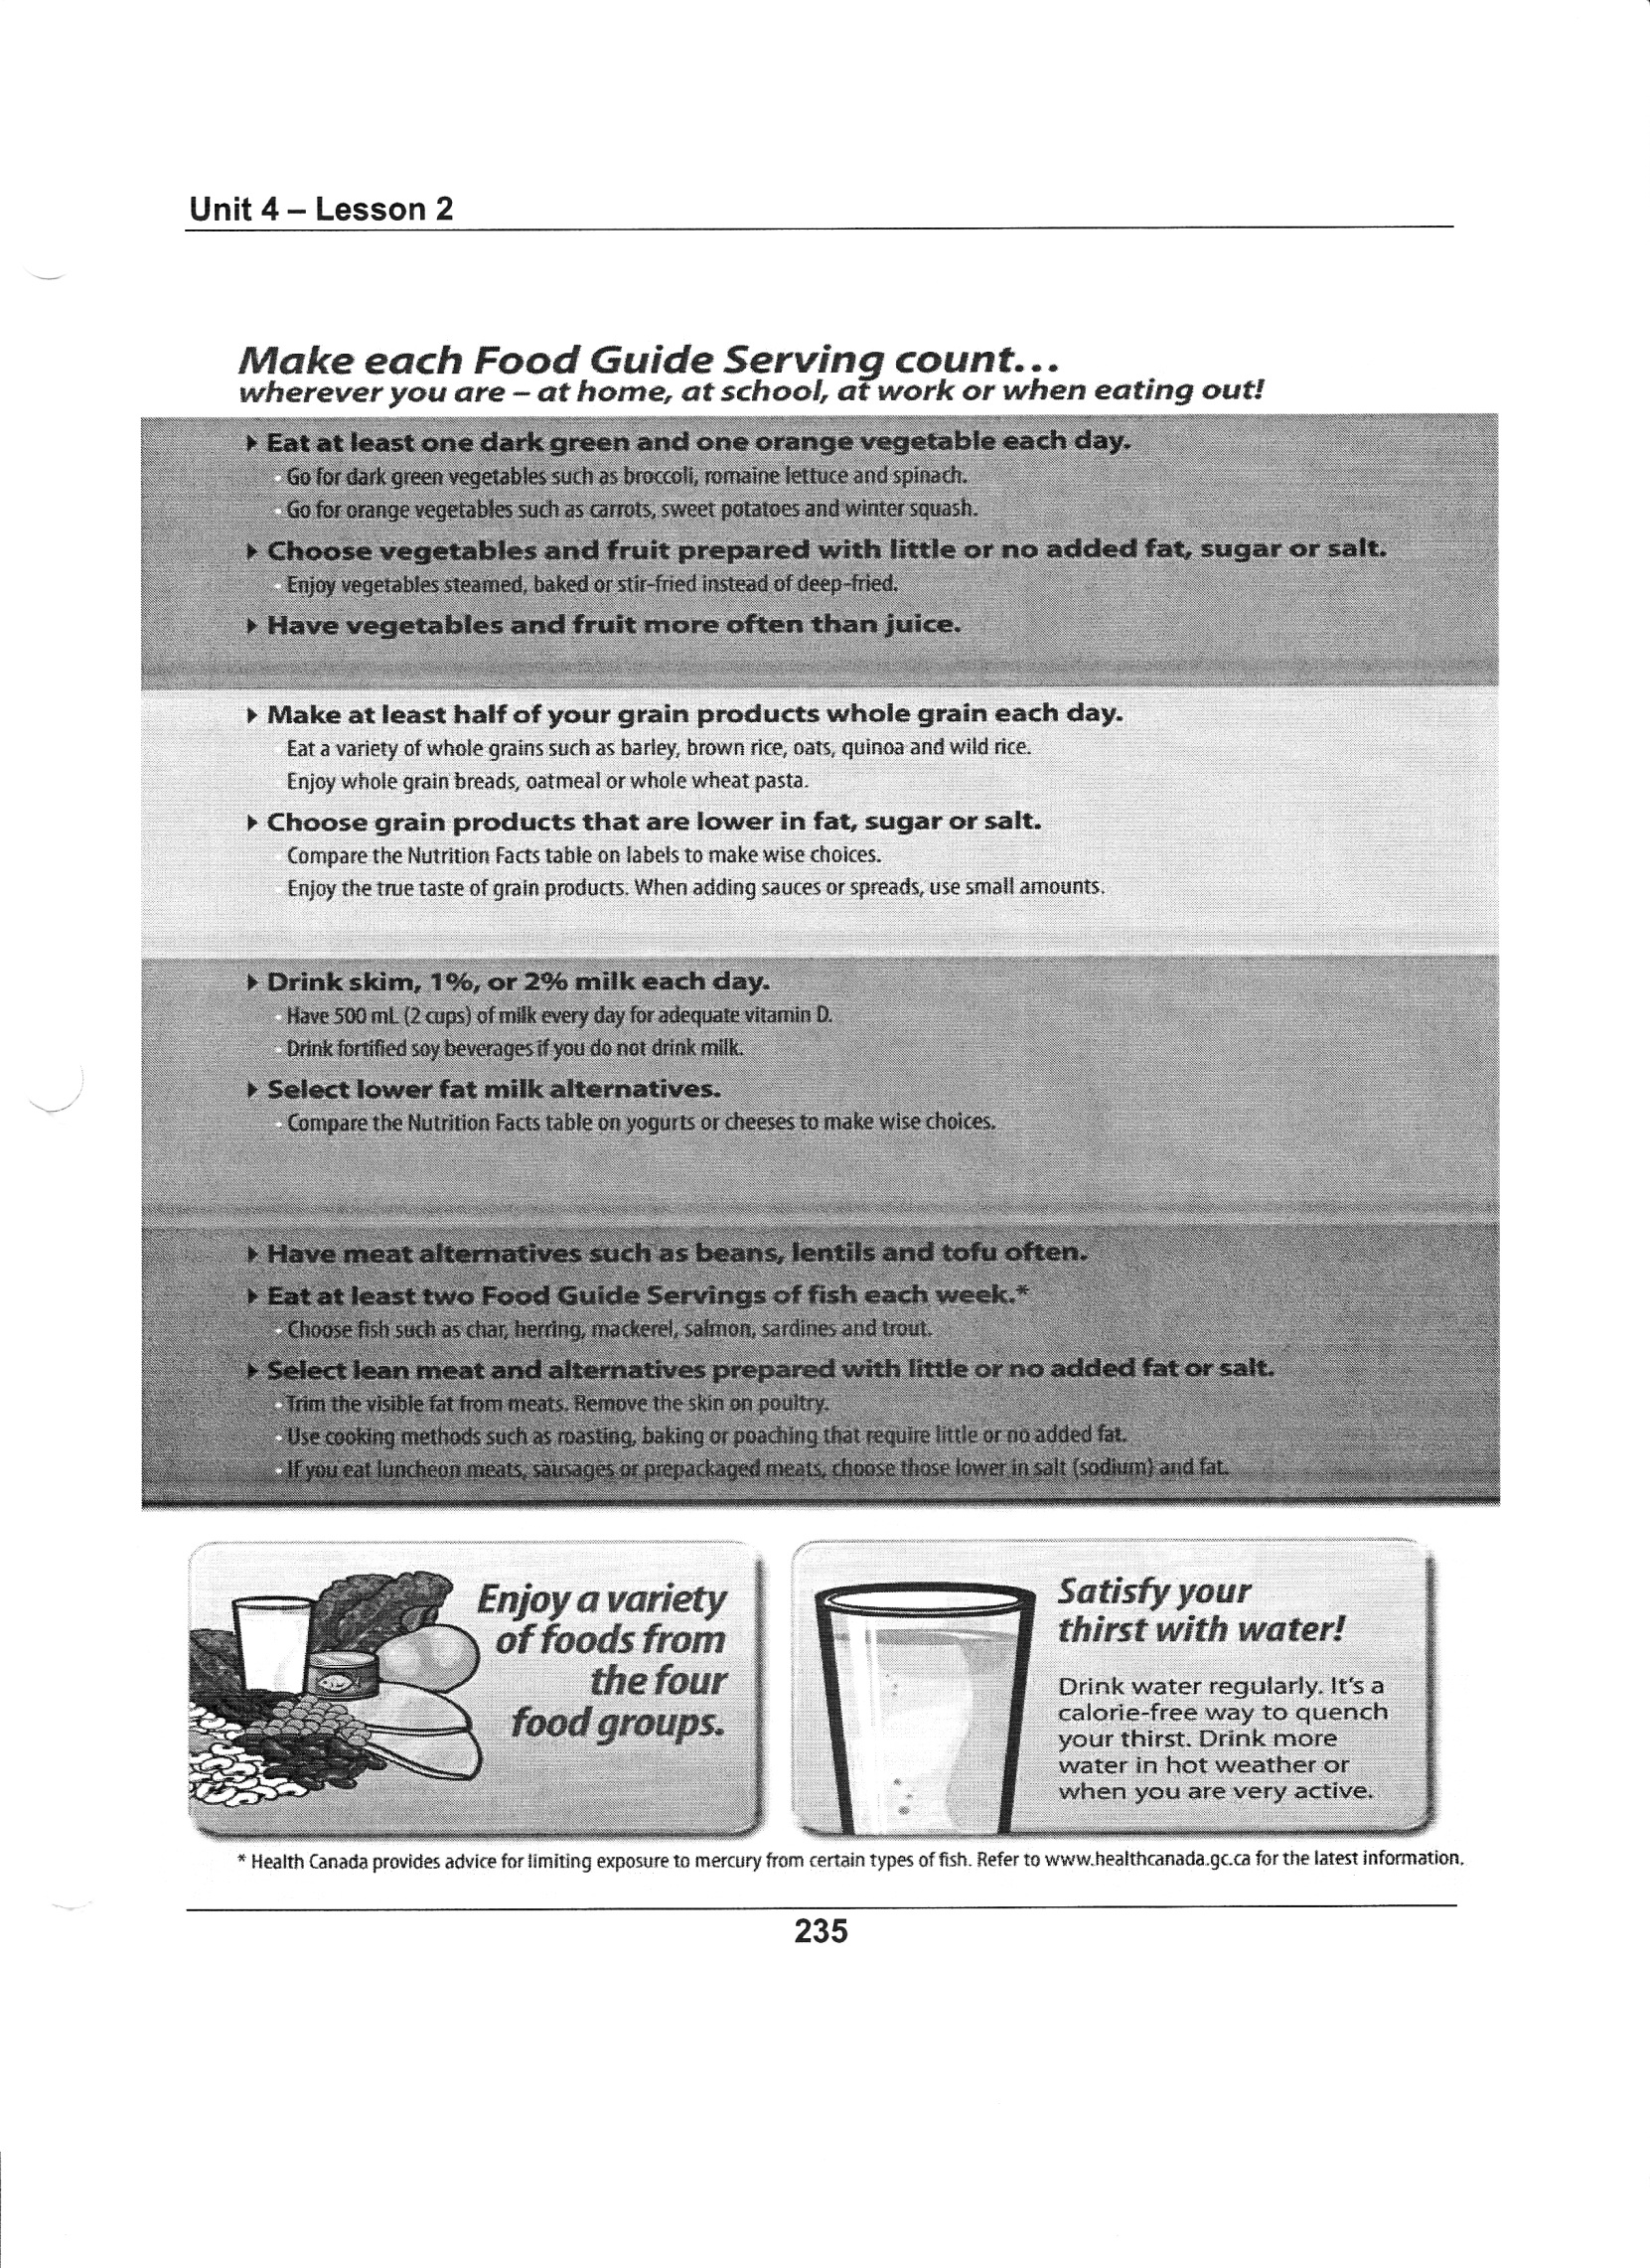 Unit 4 – Lesson 2
Make each Food Guide Serving count...
wherever you are – at home, at school, at work or when eating out!
▸ Eat at least one dark green and one orange vegetable each day.
· Go for dark green vegetables such as broccoli, romaine lettuce and spinach.
· Go for orange vegetables such as carrots, sweet potatoes and winter squash.
▸ Choose vegetables and fruit prepared with little or no added fat, sugar or salt.
· Enjoy vegetables steamed, baked or stir-fried instead of deep-fried.
▸ Have vegetables and fruit more often than juice.
▸ Make at least half of your grain products whole grain each day.
Eat a variety of whole grains such as barley, brown rice, oats, quinoa and wild rice.
Enjoy whole grain breads, oatmeal or whole wheat pasta.
▸ Choose grain products that are lower in fat, sugar or salt.
Compare the Nutrition Facts table on labels to make wise choices.
Enjoy the true taste of grain products. When adding sauces or spreads, use small amounts.
▸ Drink skim, 1%, or 2% milk each day.
· Have 500 mL (2 cups) of milk every day for adequate vitamin D.
· Drink fortified soy beverages if you do not drink milk.
▸ Select lower fat milk alternatives.
· Compare the Nutrition Facts table on yogurts or cheeses to make wise choices.
▸ Have meat alternatives such as beans, lentils and tofu often.
▸ Eat at least two Food Guide Servings of fish each week.*
· Choose fish such as char, herring, mackerel, salmon, sardines and trout.
▸ Select lean meat and alternatives prepared with little or no added fat or salt.
· Trim the visible fat from meats. Remove the skin on poultry.
· Use cooking methods such as roasting, baking or poaching that require little or no added fat.
· If you eat luncheon meats, sausages or prepackaged meats, choose those lower in salt (sodium) and fat.
Enjoy a variety
of foods from
the four
food groups.
Satisfy your
thirst with water!
Drink water regularly. It's a
calorie-free way to quench
your thirst. Drink more
water in hot weather or
when you are very active.
* Health Canada provides advice for limiting exposure to mercury from certain types of fish. Refer to www.healthcanada.gc.ca for the latest information.
235